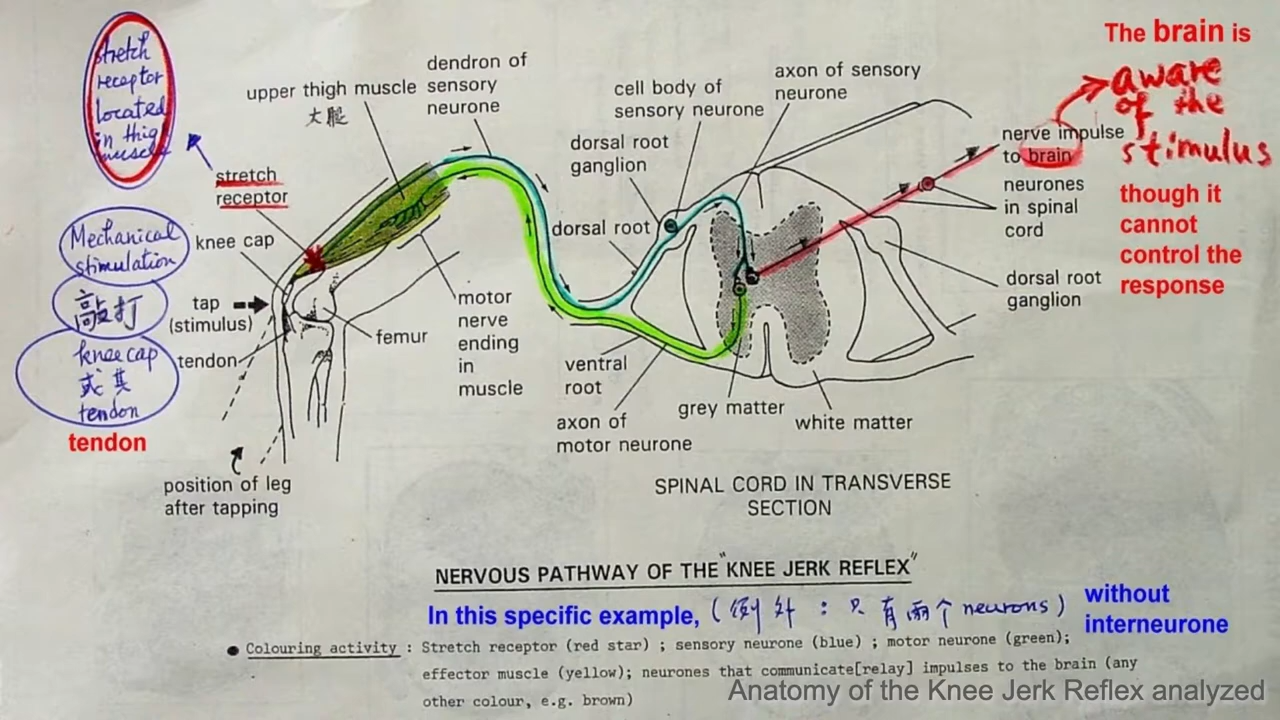 stretch
receptor
located
in thigh
muscle
Mechanical
stimulation
敲打
knee cap
或其
tendon
tendon
upper thigh muscle
大腿
dendron of
sensory
neurone
cell body of
sensory neurone
axon of sensory
neurone
dorsal root
ganglion
stretch
receptor
dorsal root
knee cap
tap
(stimulus)
tendon
femur
motor
nerve
ending
in
muscle
ventral
root
axon of
motor neurone
grey matter
white matter
nerve impulse
to brain
neurones
in spinal
cord
dorsal root
ganglion
The brain is
aware
of the
stimulus
though it
cannot
control the
response
position of leg
after tapping
SPINAL CORD IN TRANSVERSE
SECTION
NERVOUS PATHWAY OF THE "KNEE JERK REFLEX"
In this specific example, (例外：只有兩个 neurons) without
interneurone
● Colouring activity : Stretch receptor (red star) ; sensory neurone (blue) ; motor neurone (green);
effector muscle (yellow); neurones that communicate[relay] impulses to the brain (any
other colour, e.g. brown)
Anatomy of the Knee Jerk Reflex analyzed